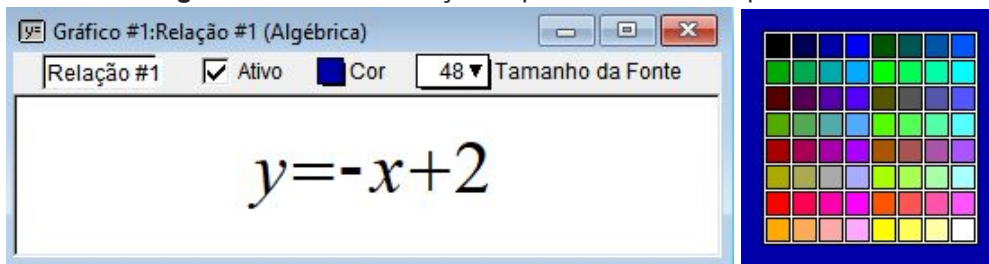 y= Gráfico #1:Relação #1 (Algébrica)
Relação #1 Ativo Cor 48 Tamanho da Fonte
y=-x+2